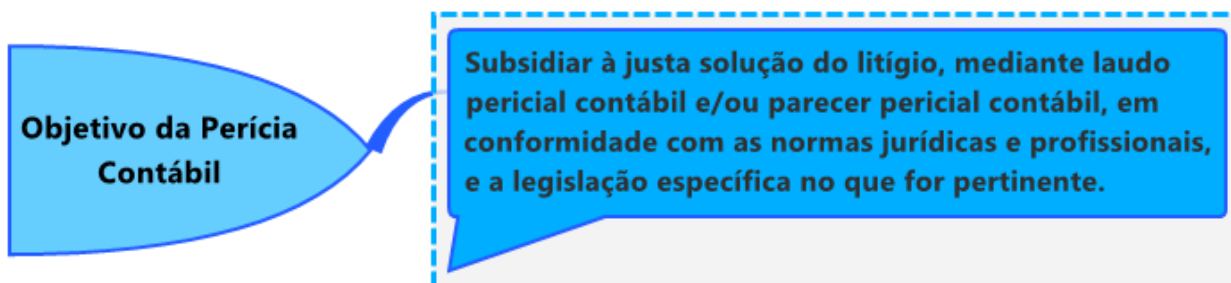 Objetivo da Perícia
Contábil
Subsidiar à justa solução do litígio, mediante laudo
pericial contábil e/ou parecer pericial contábil, em
conformidade com as normas jurídicas e profissionais,
e a legislação específica no que for pertinente.